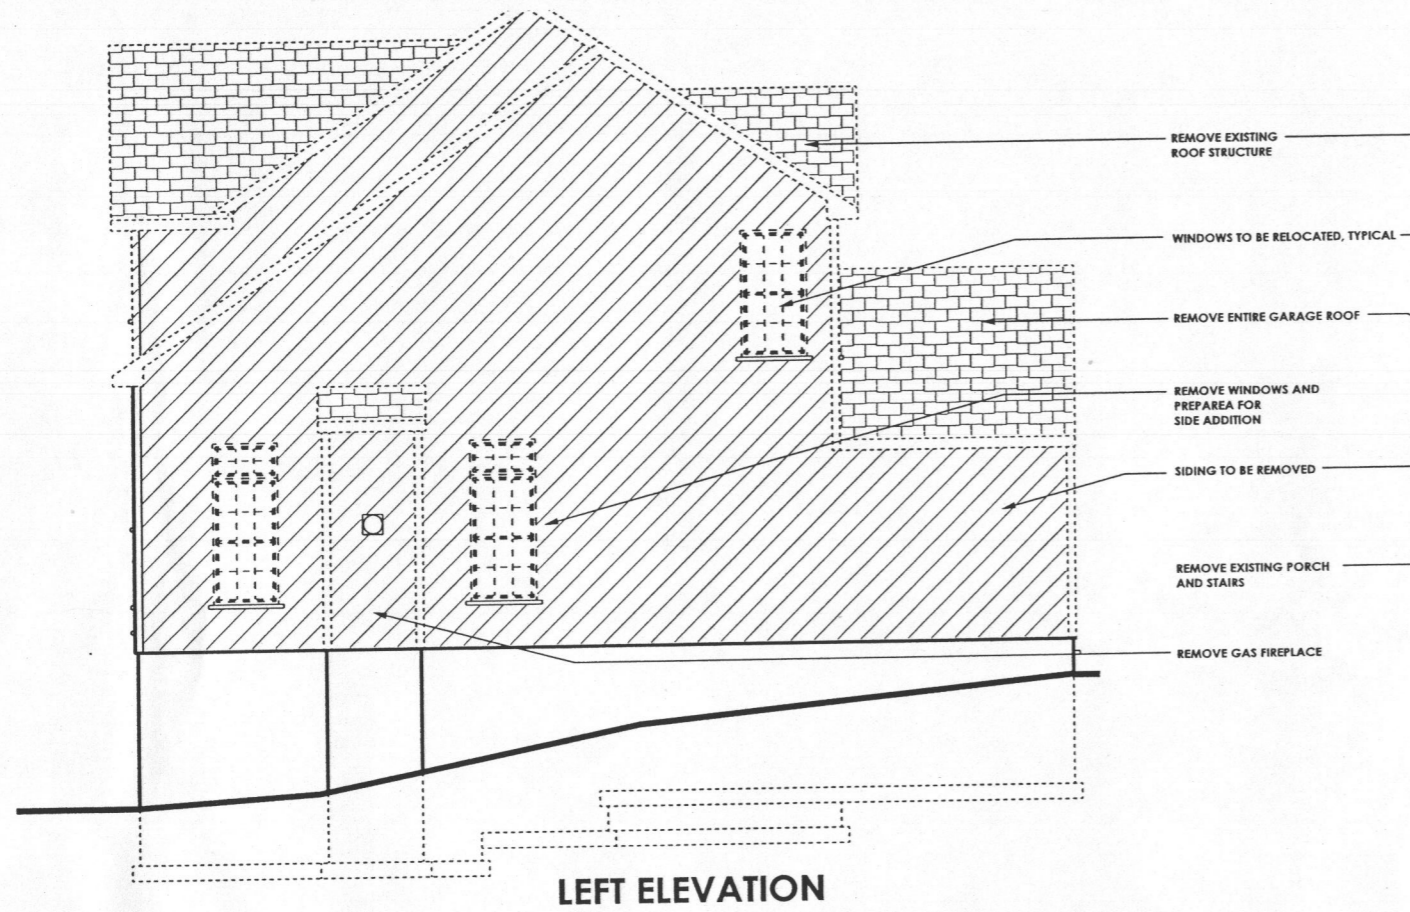 REMOVE EXISTING
ROOF STRUCTURE
WINDOWS TO BE RELOCATED, TYPICAL
REMOVE ENTIRE GARAGE ROOF
REMOVE WINDOWS AND
PREPAREA FOR
SIDE ADDITION
SIDING TO BE REMOVED
REMOVE EXISTING PORCH
AND STAIRS
REMOVE GAS FIREPLACE
LEFT ELEVATION